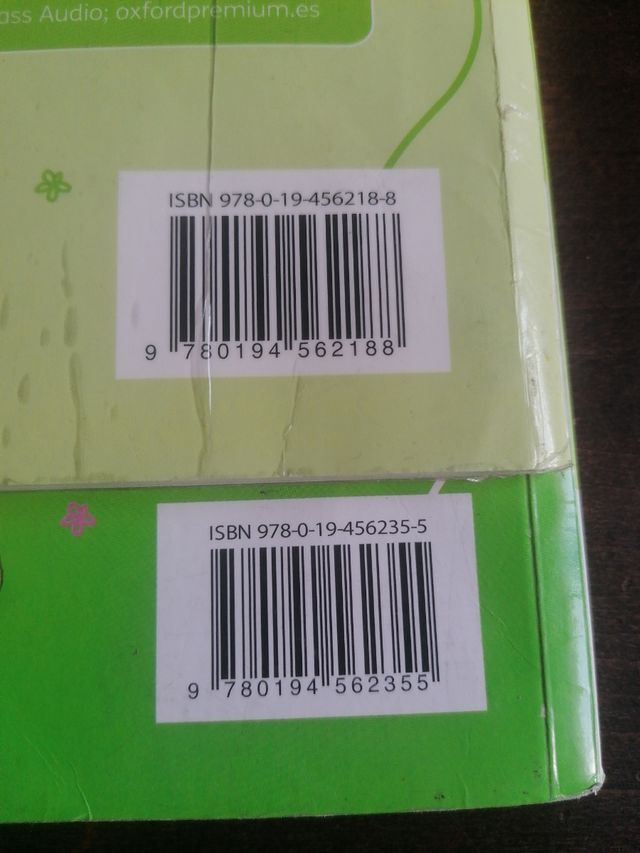 ass Audio; oxfordpremium.es
ISBN 978-0-19-456218-8
9 780194 562188
ISBN 978-0-19-456235-5
9 780194 562355